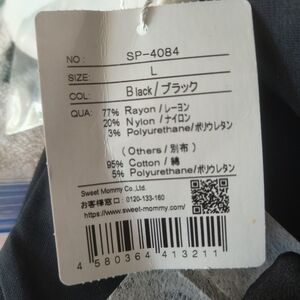 NO: SP-4084
SIZE: L
COL: Black/ブラック
QUA: 77% Rayon/レーヨン
20% Nylon/ナイロン
3% Polyurethane/ポリウレタン
(Others/別布)
95% Cotton/綿
5% Polyurethane/ポリウレタン
Sweet Mommy Co.,Ltd.
お客様窓口:0120-133-160
https://www.sweet-mommy.com/
4 580364 413211